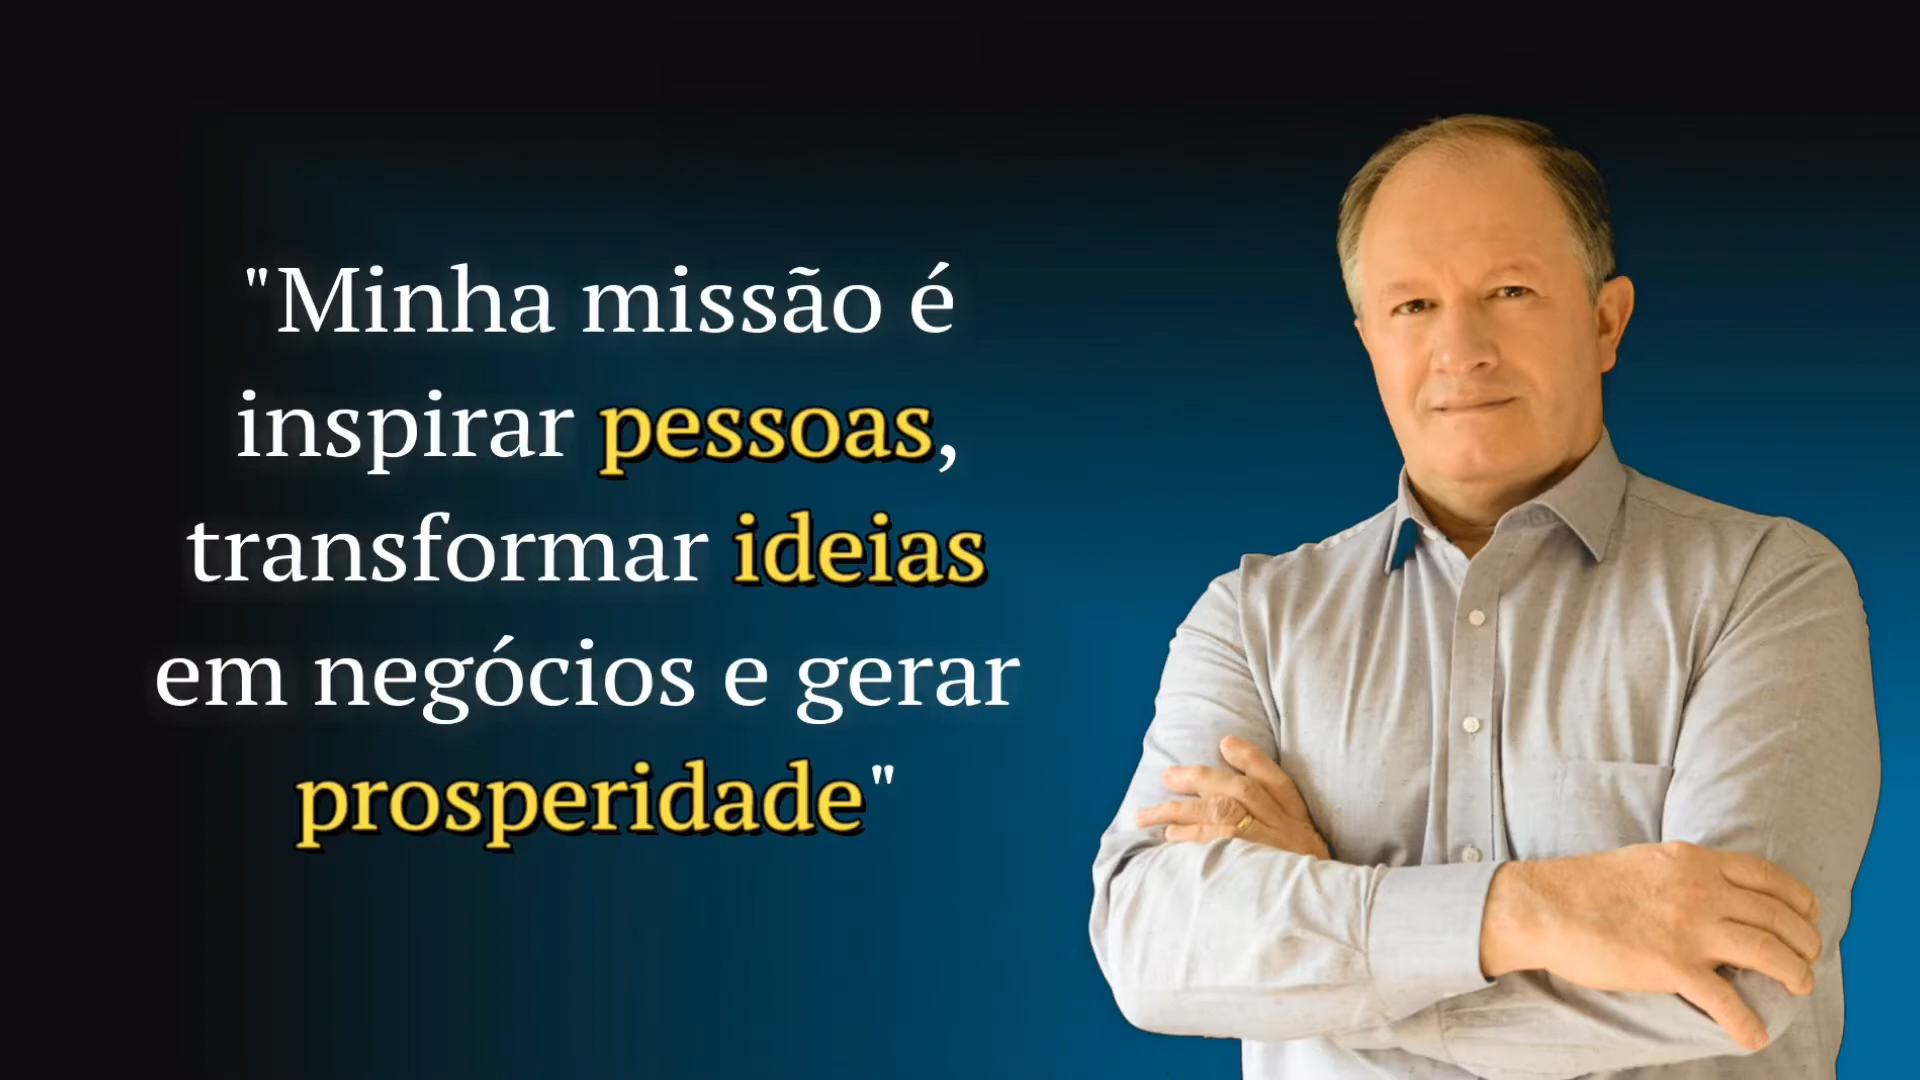 "Minha missão é
inspirar pessoas,
transformar ideias
em negócios e gerar
prosperidade"